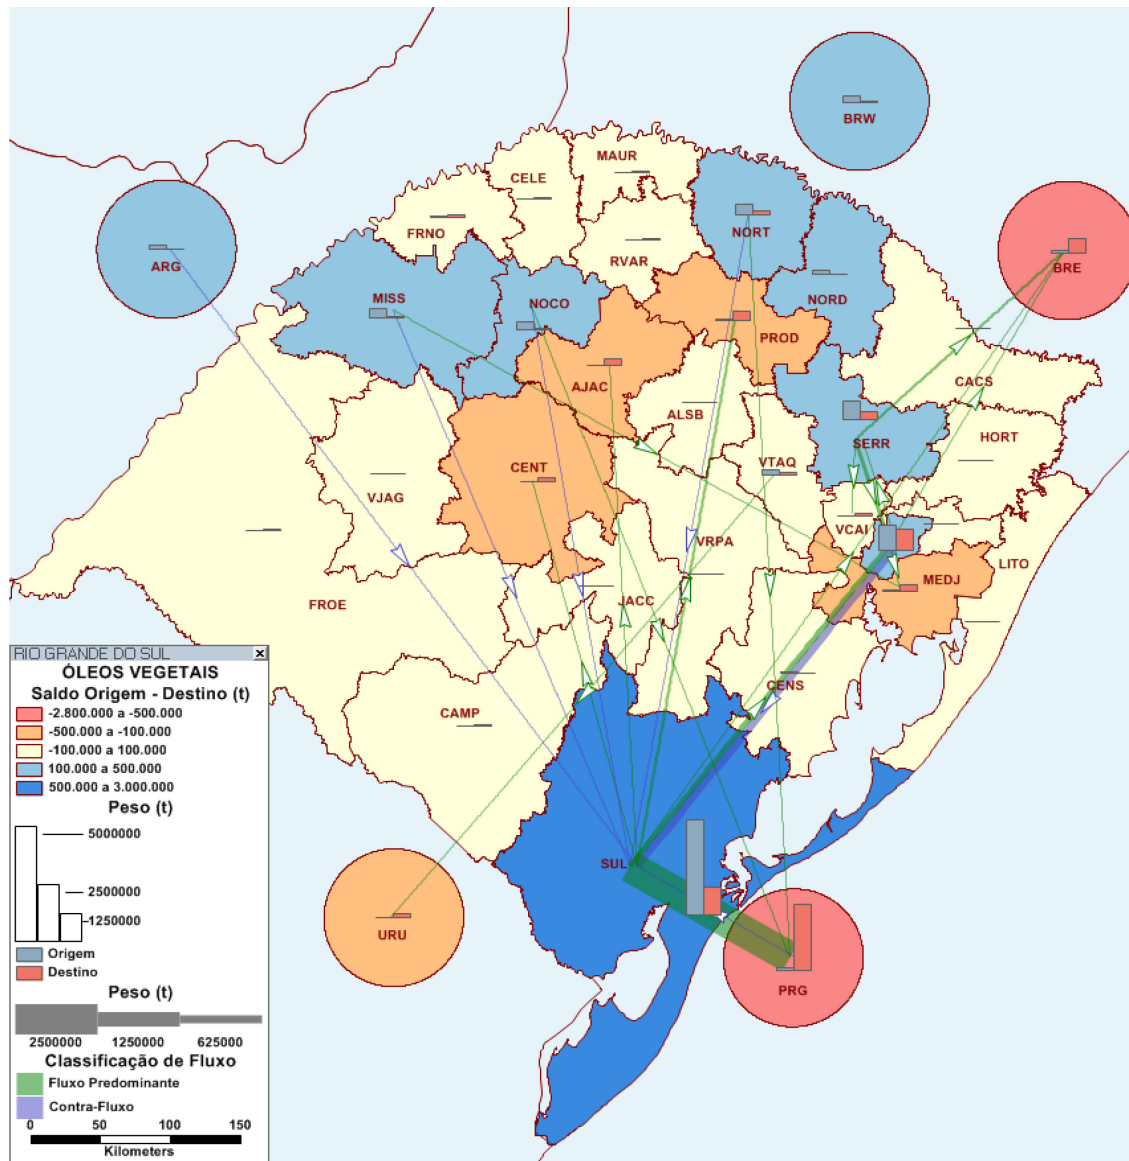 BRW
MAUR
CELE
NORT
FRNO
RVAR
ARG
BRE
MISS
NOCO
NORD
PROD
AJAC
CACS
ALSB
SERR
HORT
CENT
VTAQ
VJAG
VCAI
VRPA
MEDJ
LITO
FROE
JACC
CENS
CAMP
SUL
URU
PRG
RIO GRANDE DO SUL
ÓLEOS VEGETAIS
Saldo Origem - Destino (t)
-2.800.000 a -500.000
-500.000 a -100.000
-100.000 a 100.000
100.000 a 500.000
500.000 a 3.000.000
Peso (t)
5000000
2500000
1250000
Origem
Destino
Peso (t)
2500000 1250000 625000
Classificação de Fluxo
Fluxo Predominante
Contra-Fluxo
0 50 100 150
Kilometers